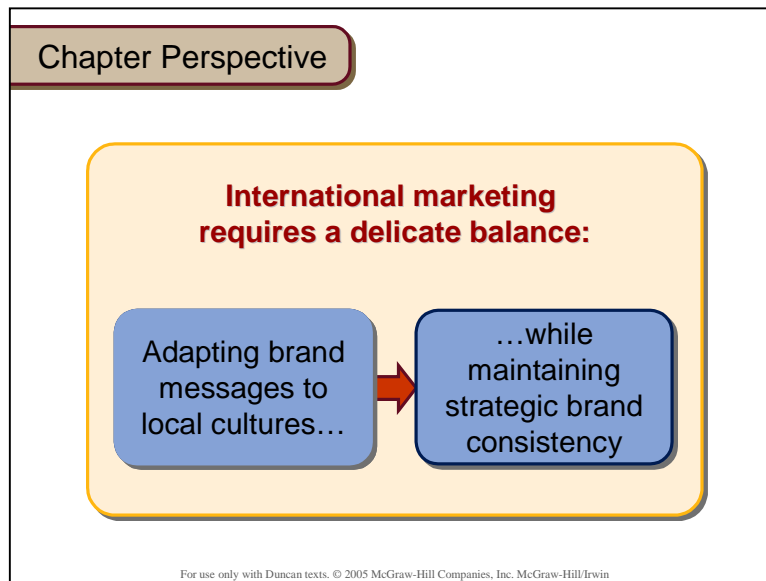 Chapter Perspective
International marketing
requires a delicate balance:
Adapting brand
messages to
local cultures…
…while
maintaining
strategic brand
consistency
For use only with Duncan texts. © 2005 McGraw-Hill Companies, Inc. McGraw-Hill/Irwin